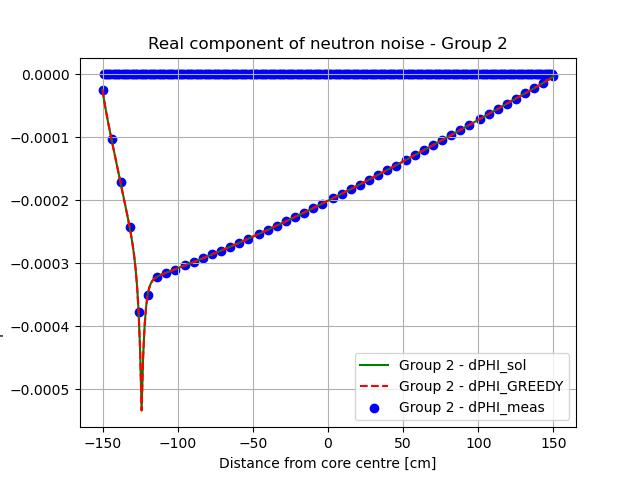 Real component of neutron noise - Group 2
0.0000
−0.0001
−0.0002
−0.0003
−0.0004
−0.0005
−150
−100
−50
0
50
100
150
Distance from core centre [cm]
Group 2 - dPHI_sol
Group 2 - dPHI_GREEDY
Group 2 - dPHI_meas